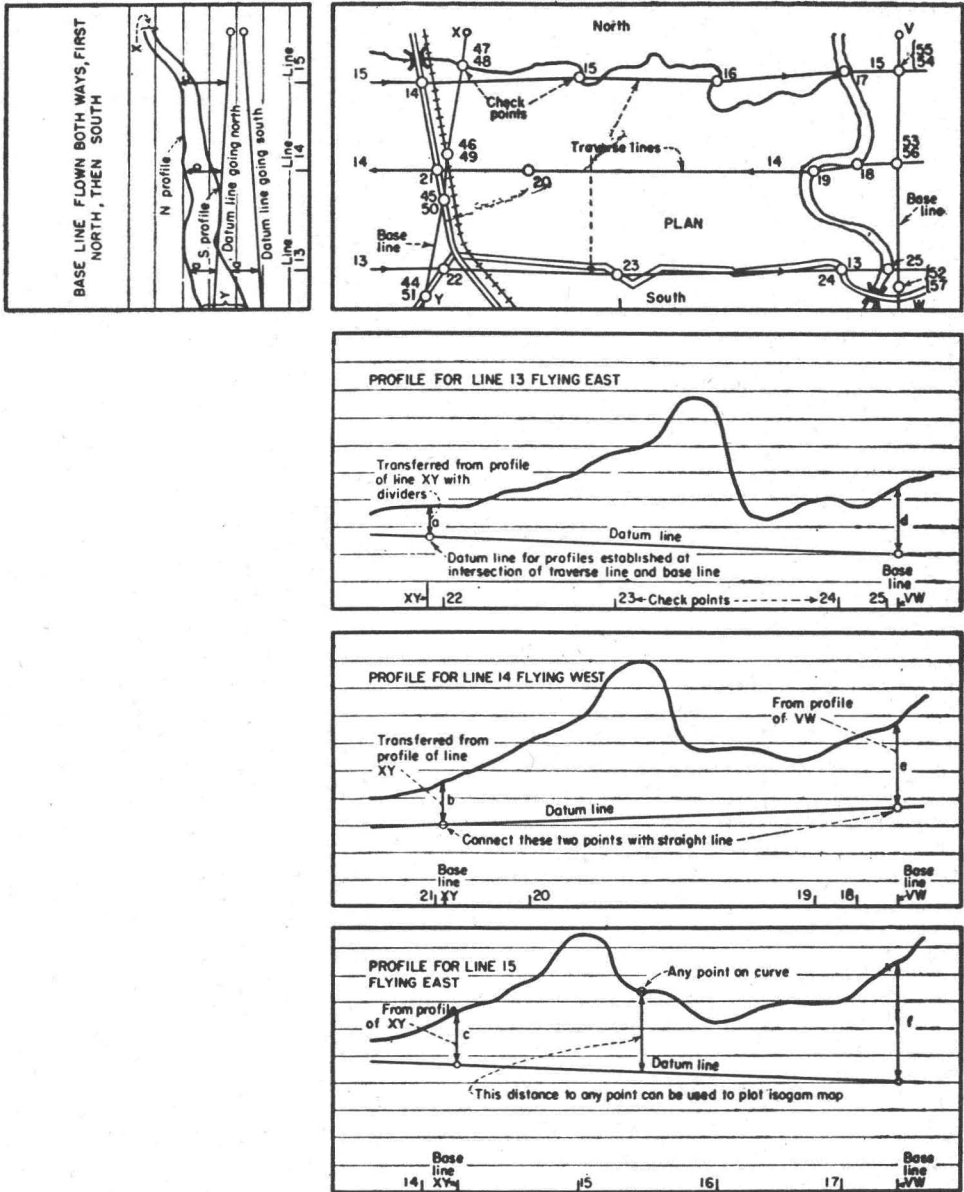 BASE LINE FLOWN BOTH WAYS, FIRST
NORTH, THEN SOUTH
X
N profile
S. profile
Datum line going north
Datum line going south
Y
a
b
a
c
Line
15
Line
14
Line
13
North
X
V
47
48
55
54
15
14
15
16
15
17
Check
points
46
49
53
56
14
21
20
Traverse lines
14
19
18
45
50
PLAN
Base
line
Base
line
13
22
23
13
24
25
52
57
44
51
Y
South
W
PROFILE FOR LINE 13 FLYING EAST
Transferred from profile
of line XY with
dividers
a
d
Datum line
Datum line for profiles established at
intersection of traverse line and base line
Base
line
XY
22
23
Check points
24
25
VW
PROFILE FOR LINE 14 FLYING WEST
From profile
of VW
Transferred from
profile of line
XY
b
e
Datum line
Connect these two points with straight line
Base
line
21
XY
20
19
18
Base
line
VW
PROFILE FOR LINE 15
FLYING EAST
Any point on curve
From profile
of XY
c
f
Datum line
This distance to any point can be used to plot isogam map
Base
line
14
XY
15
16
17
Base
line
VW